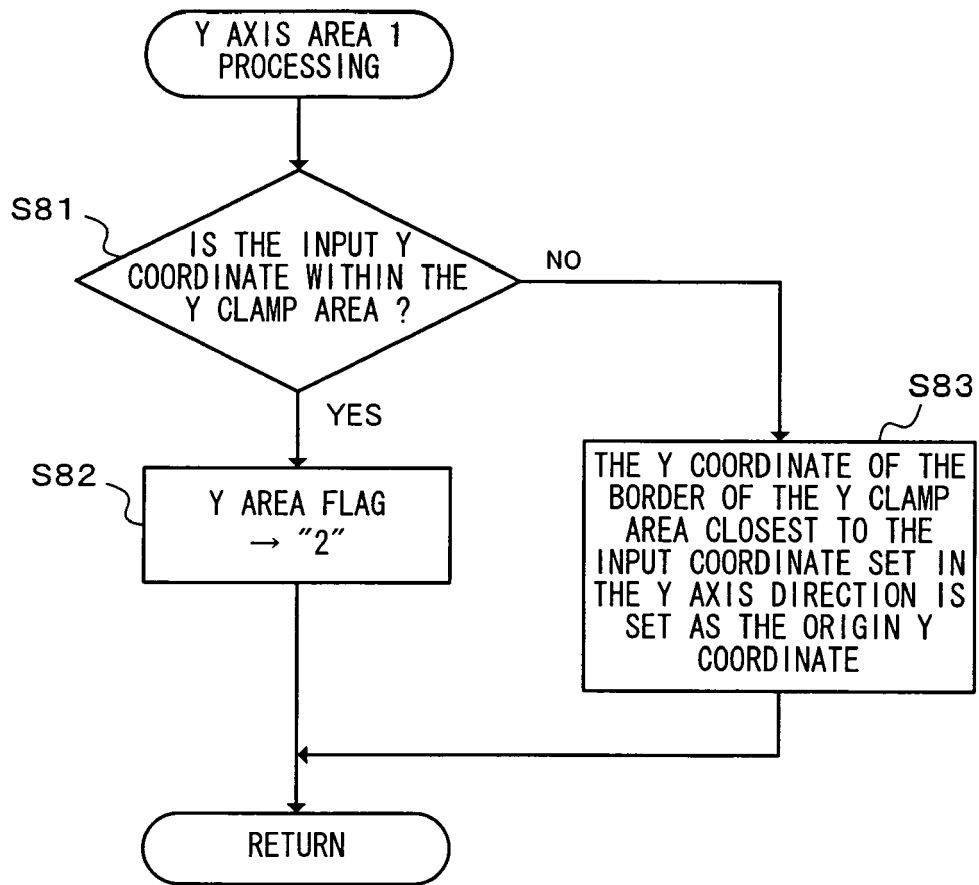 Y AXIS AREA 1
PROCESSING
S81
IS THE INPUT Y
COORDINATE WITHIN THE
Y CLAMP AREA ?
NO
YES
S82
Y AREA FLAG
→ "2"
S83
THE Y COORDINATE OF THE
BORDER OF THE Y CLAMP
AREA CLOSEST TO THE
INPUT COORDINATE SET IN
THE Y AXIS DIRECTION IS
SET AS THE ORIGIN Y
COORDINATE
RETURN